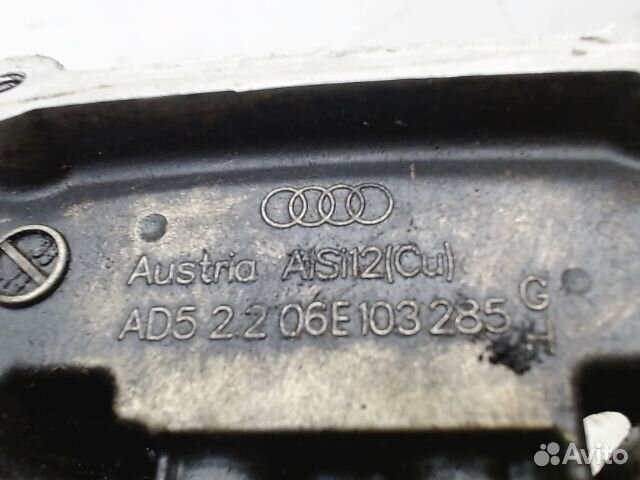 Austria AlSi12(Cu)
AD5 2.2 06E 103 285 G
H
Avito